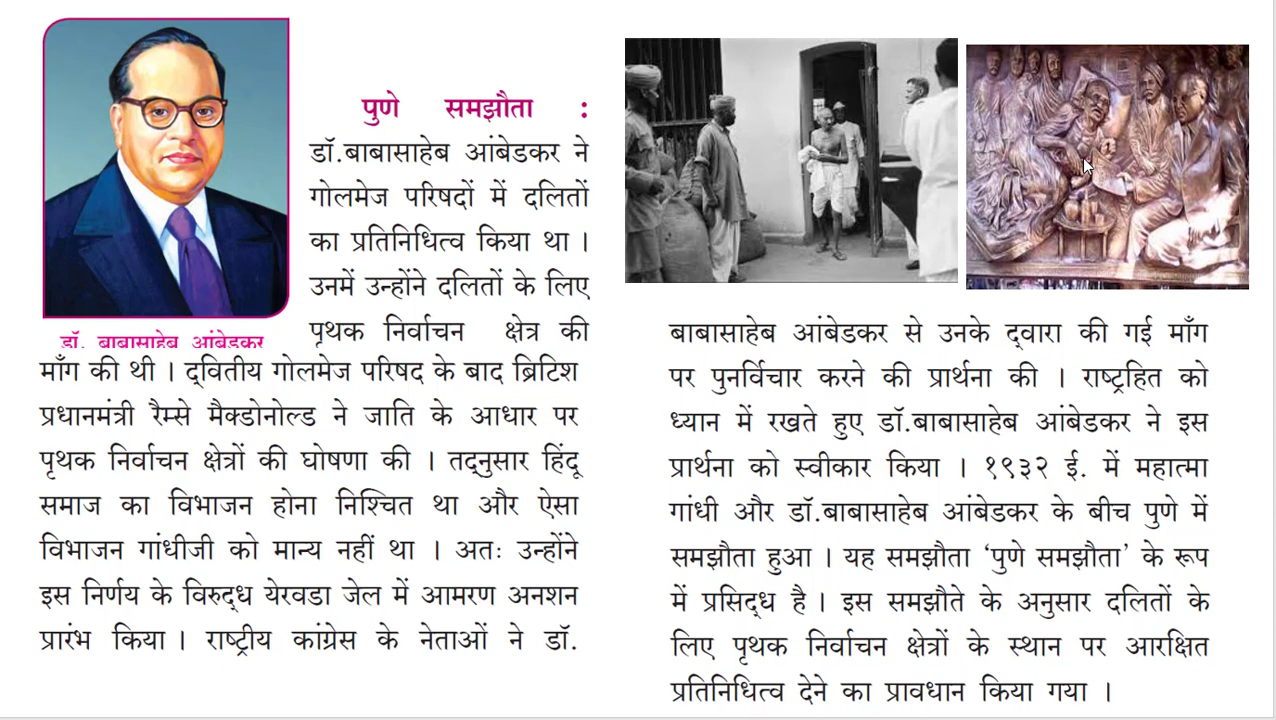 पुणे समझौता :
डॉ.बाबासाहेब आंबेडकर ने
गोलमेज परिषदों में दलितों
का प्रतिनिधित्व किया था ।
उनमें उन्होंने दलितों के लिए
पृथक निर्वाचन क्षेत्र की
डॉ. बाबासाहेब आंबेडकर
माँग की थी । द्‌वितीय गोलमेज परिषद के बाद ब्रिटिश
प्रधानमंत्री रैम्से मैक्डोनोल्ड ने जाति के आधार पर
पृथक निर्वाचन क्षेत्रों की घोषणा की । तद्‌नुसार हिंदू
समाज का विभाजन होना निश्चित था और ऐसा
विभाजन गांधीजी को मान्य नहीं था । अतः उन्होंने
इस निर्णय के विरुद्‌ध येरवडा जेल में आमरण अनशन
प्रारंभ किया । राष्ट्रीय कांग्रेस के नेताओं ने डॉ.
बाबासाहेब आंबेडकर से उनके द्‌वारा की गई माँग
पर पुनर्विचार करने की प्रार्थना की । राष्ट्रहित को
ध्यान में रखते हुए डॉ.बाबासाहेब आंबेडकर ने इस
प्रार्थना को स्वीकार किया । १९३२ ई. में महात्मा
गांधी और डॉ.बाबासाहेब आंबेडकर के बीच पुणे में
समझौता हुआ । यह समझौता ‘पुणे समझौता’ के रूप
में प्रसिद्‌ध है । इस समझौते के अनुसार दलितों के
लिए पृथक निर्वाचन क्षेत्रों के स्थान पर आरक्षित
प्रतिनिधित्व देने का प्रावधान किया गया ।